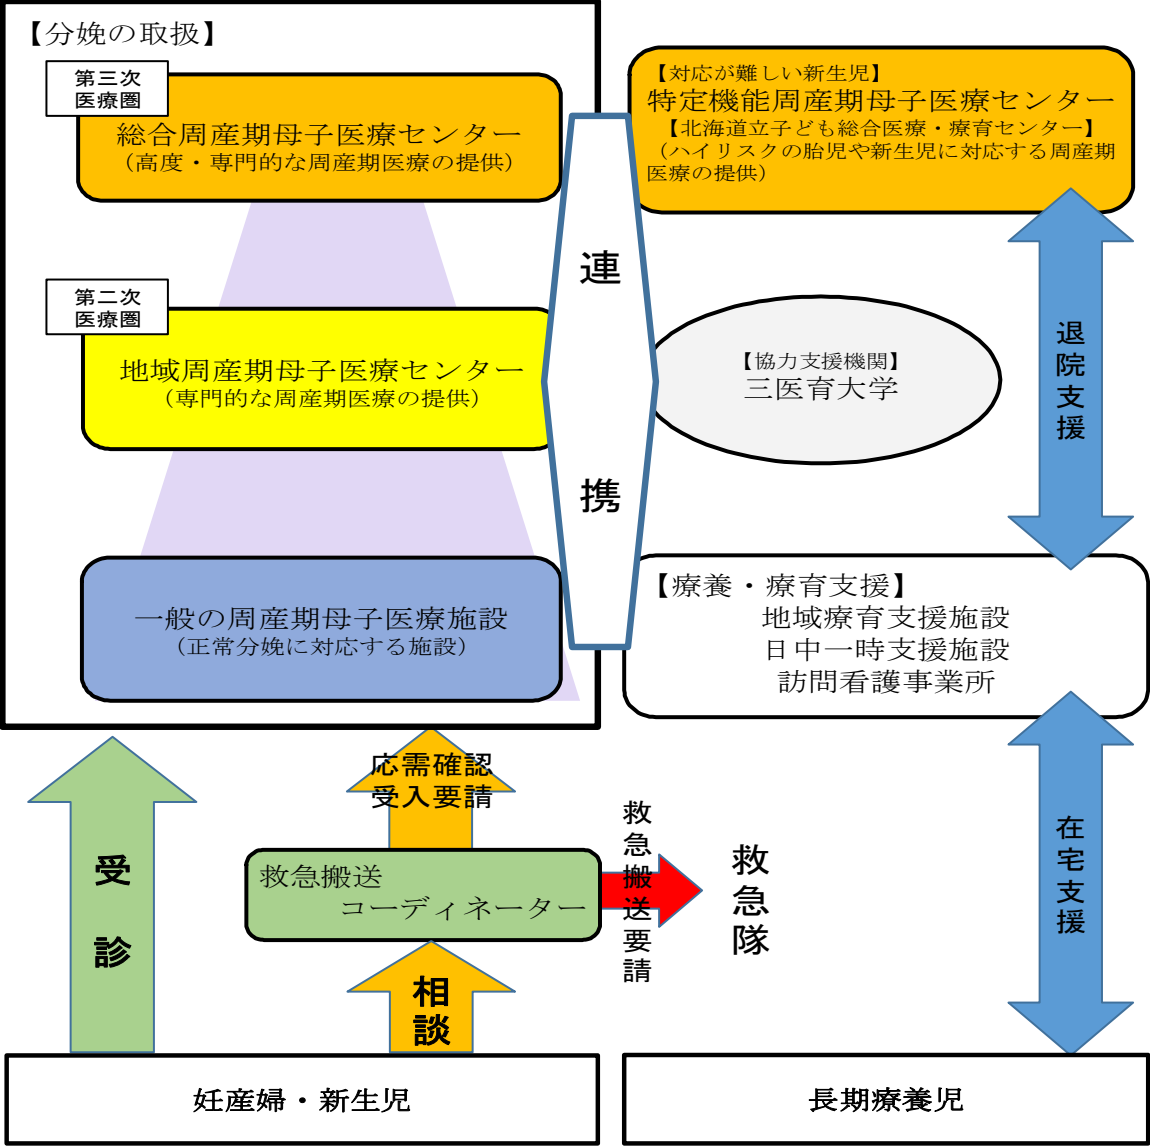 【分娩の取扱】
第三次
医療圏
総合周産期母子医療センター
（高度・専門的な周産期医療の提供）
第二次
医療圏
地域周産期母子医療センター
（専門的な周産期医療の提供）
一般の周産期母子医療施設
（正常分娩に対応する施設）
連携
【対応が難しい新生児】
特定機能周産期母子医療センター
【北海道立子ども総合医療・療育センター】
（ハイリスクの胎児や新生児に対応する周産期
医療の提供）
【協力支援機関】
三医育大学
退院支援
【療養・療育支援】
地域療育支援施設
日中一時支援施設
訪問看護事業所
受診
応需確認
受入要請
救急搬送
コーディネーター
救急搬送要請
救急隊
相談
在宅支援
妊産婦・新生児
長期療養児